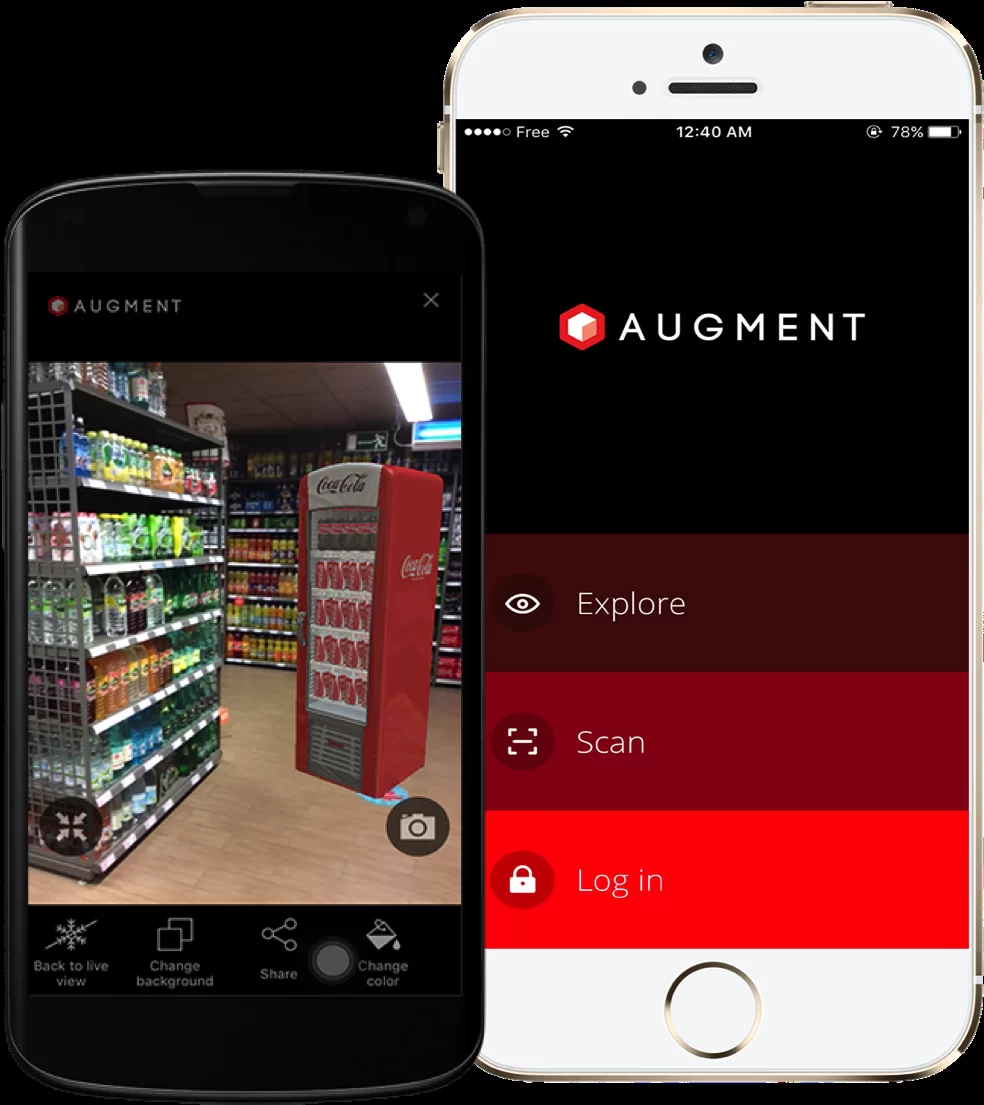 Free
12:40 AM
78%
AUGMENT
Explore
Scan
Log in
AUGMENT
Coca-Cola
Coca-Cola
Back to live
view
Change
background
Share
Change
color